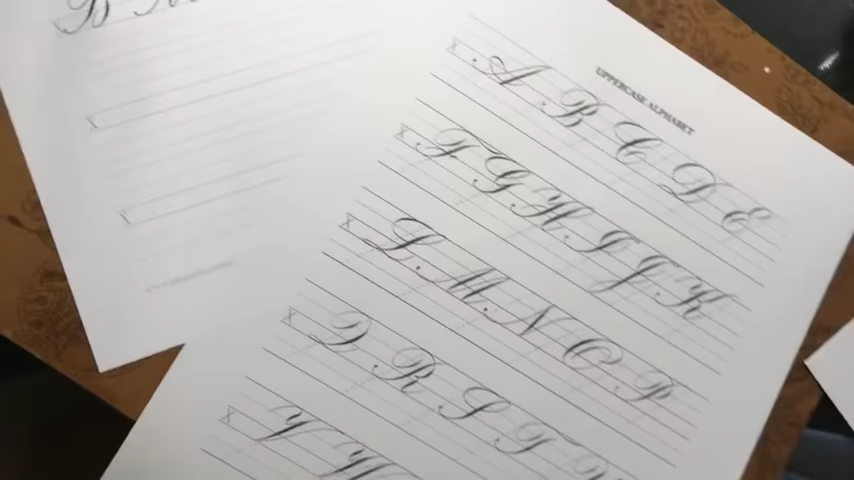 UPPERCASE ALPHABET
A B C D E
F G H I J K
L M N O P
Q R S T